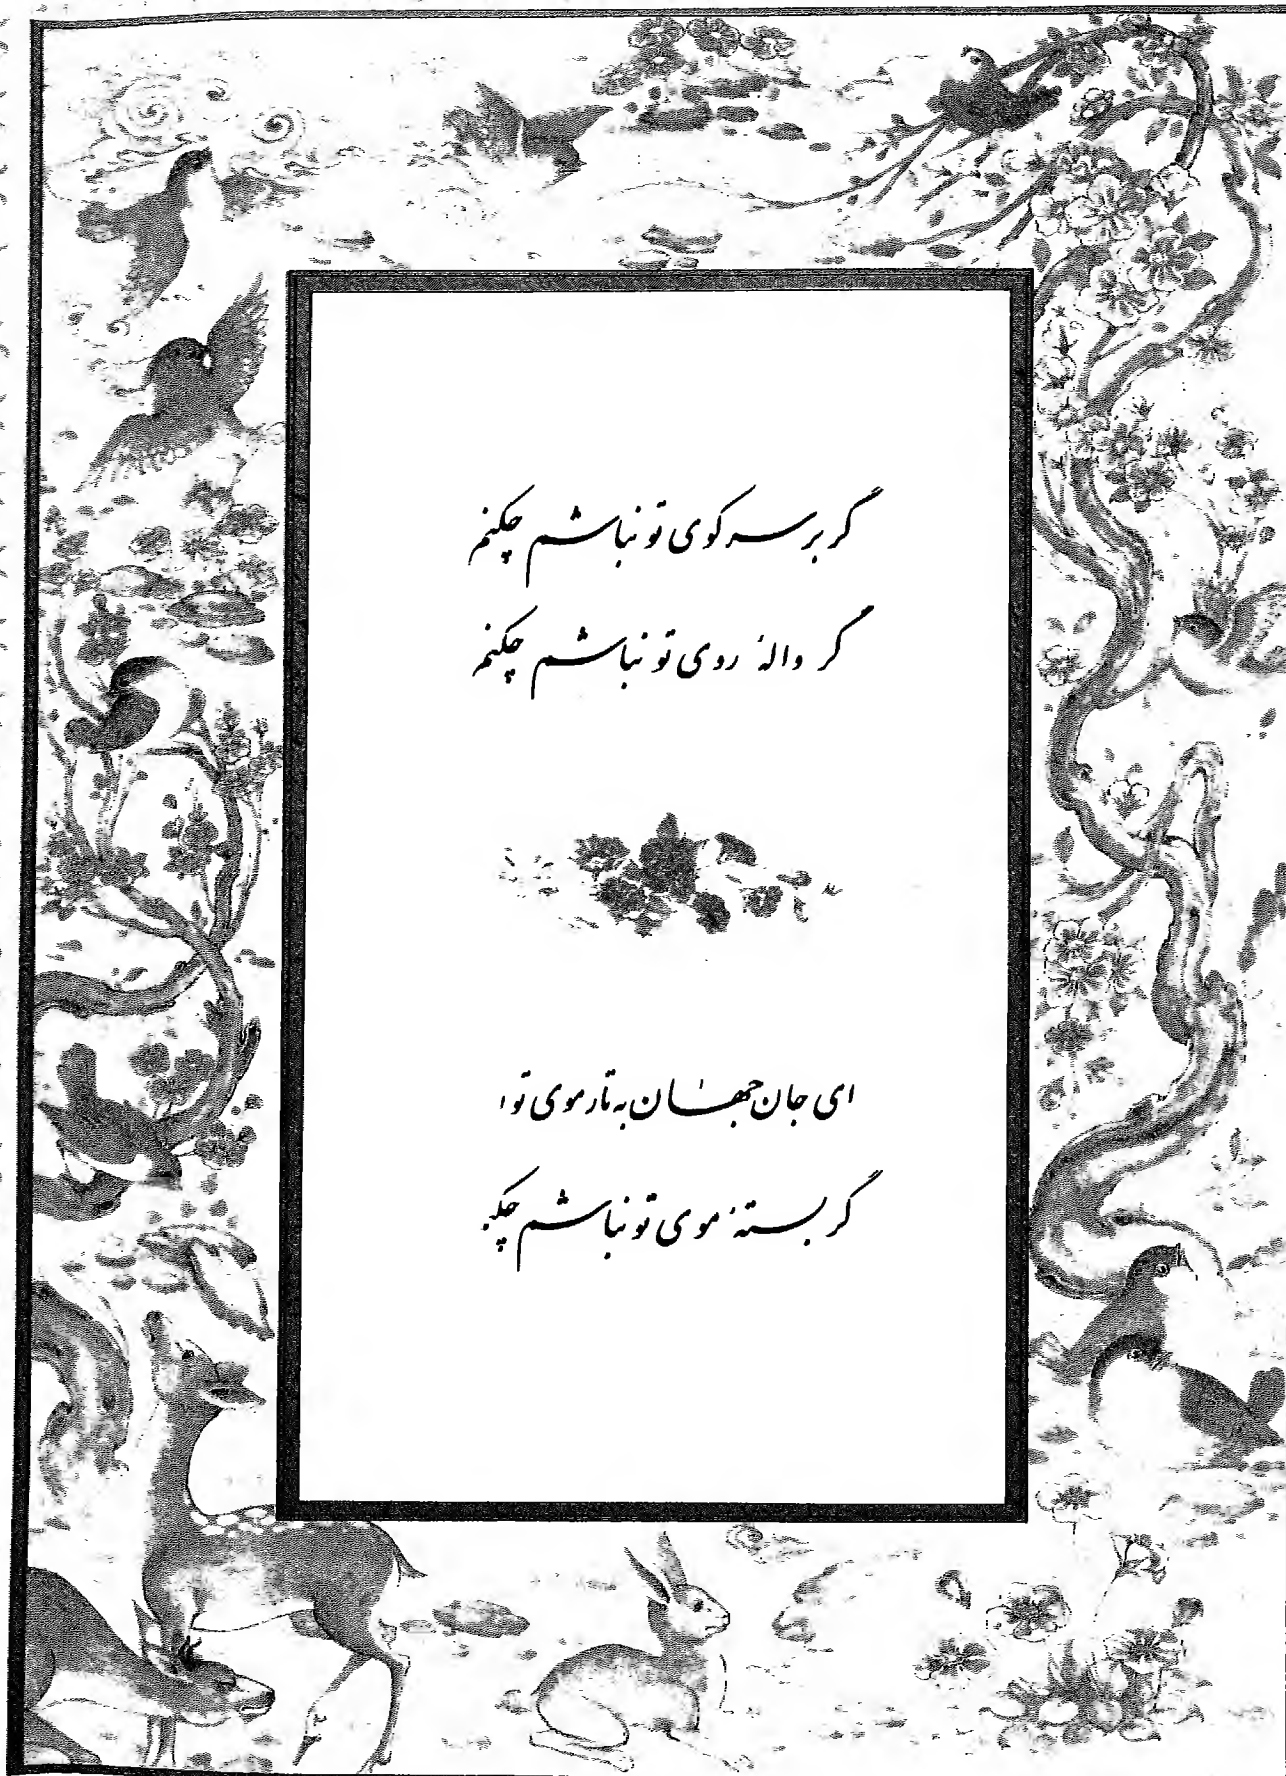 گر بر سر کوی تو نباشم چکنم
گر والهٔ روی تو نباشم چکنم
ای جان جهان به تار موی تو
گر بستهٔ موی تو نباشم